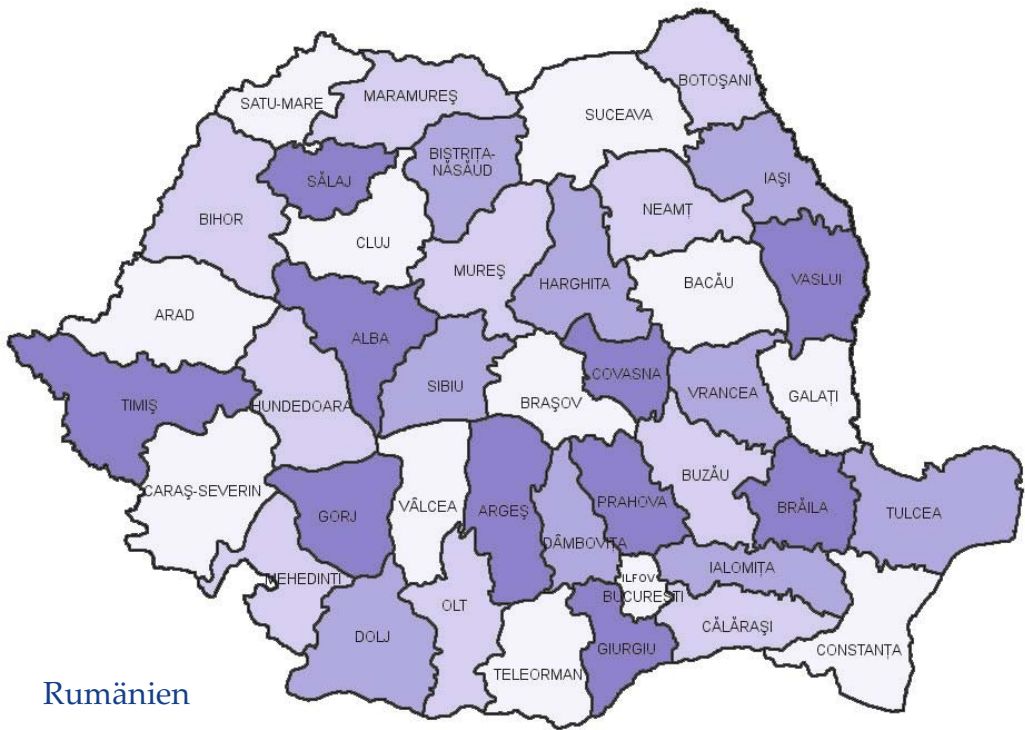 BOTOŞANI
SATU-MARE
MARAMUREŞ
SUCEAVA
BISTRIŢA-
NĂSĂUD
SĂLAJ
IAŞI
NEAMŢ
BIHOR
CLUJ
MUREŞ
HARGHITA
BACĂU
VASLUI
ARAD
ALBA
COVASNA
SIBIU
VRANCEA
GALAŢI
TIMIŞ
HUNDEDOARA
BRAŞOV
BUZĂU
CARAŞ-SEVERIN
VÂLCEA
ARGEŞ
PRAHOVA
BRĂILA
TULCEA
GORJ
DÂMBOVIŢA
IALOMIŢA
MEHEDINTI
ILFOV
BUCUREŞTI
OLT
CĂLĂRAŞI
DOLJ
GIURGIU
CONSTANŢA
TELEORMAN
Rumänien